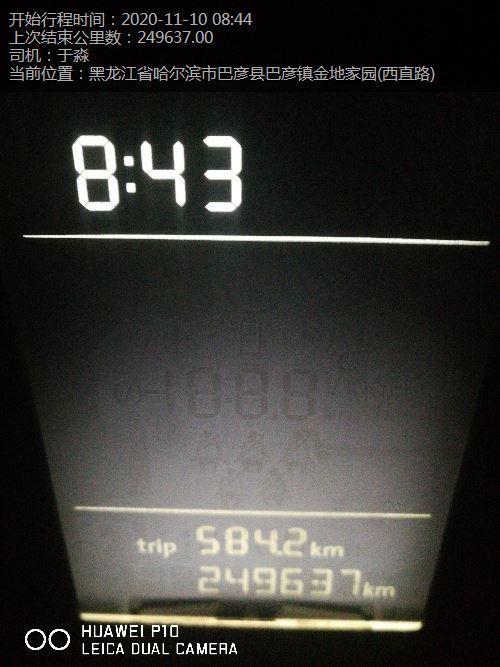 开始行程时间：2020-11-10 08:44
上次结束公里数：249637.00
司机：于淼
当前位置：黑龙江省哈尔滨市巴彦县巴彦镇金地家园(西直路)
8:43
trip 584.2 km
249637 km
HUAWEI P10
LEICA DUAL CAMERA